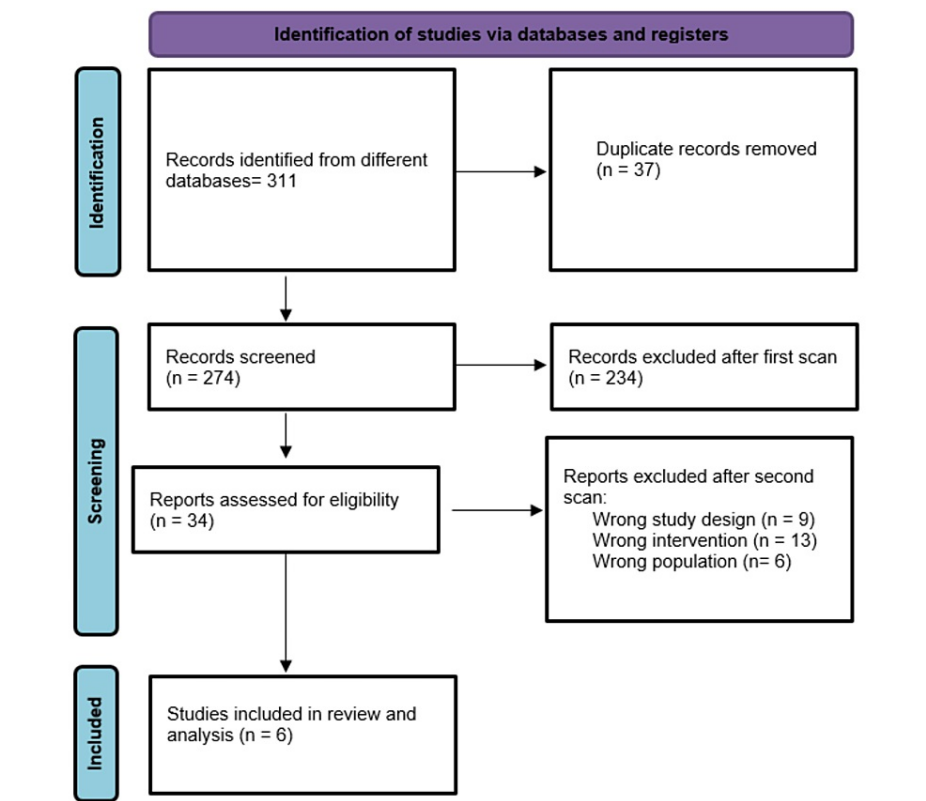 Identification of studies via databases and registers
Identification
Records identified from different
databases= 311
Duplicate records removed
(n = 37)
Screening
Records screened
(n = 274)
Records excluded after first scan
(n = 234)
Reports assessed for eligibility
(n = 34)
Reports excluded after second
scan:
Wrong study design (n = 9)
Wrong intervention (n = 13)
Wrong population (n= 6)
Included
Studies included in review and
analysis (n = 6)